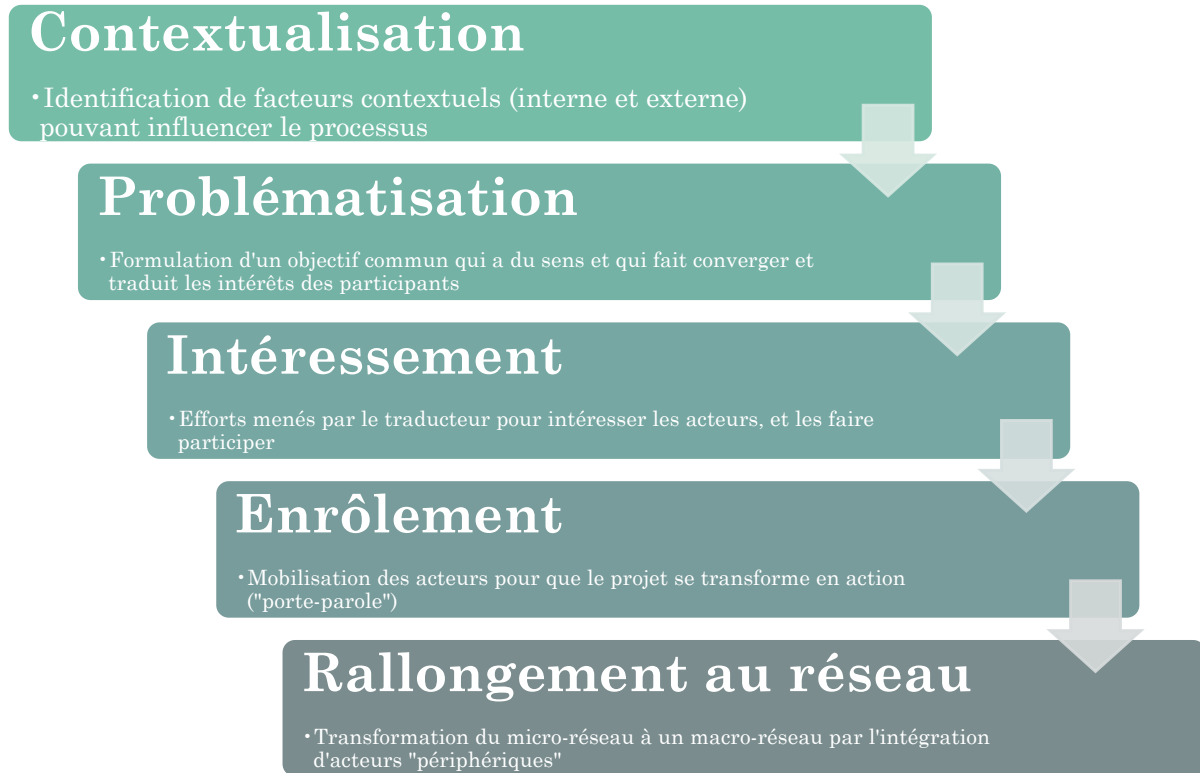 Contextualisation
•Identification de facteurs contextuels (interne et externe)
pouvant influencer le processus
Problématisation
•Formulation d'un objectif commun qui a du sens et qui fait converger et
traduit les intérêts des participants
Intéressement
•Efforts menés par le traducteur pour intéresser les acteurs, et les faire
participer
Enrôlement
•Mobilisation des acteurs pour que le projet se transforme en action
("porte-parole")
Rallongement au réseau
•Transformation du micro-réseau à un macro-réseau par l'intégration
d'acteurs "périphériques"